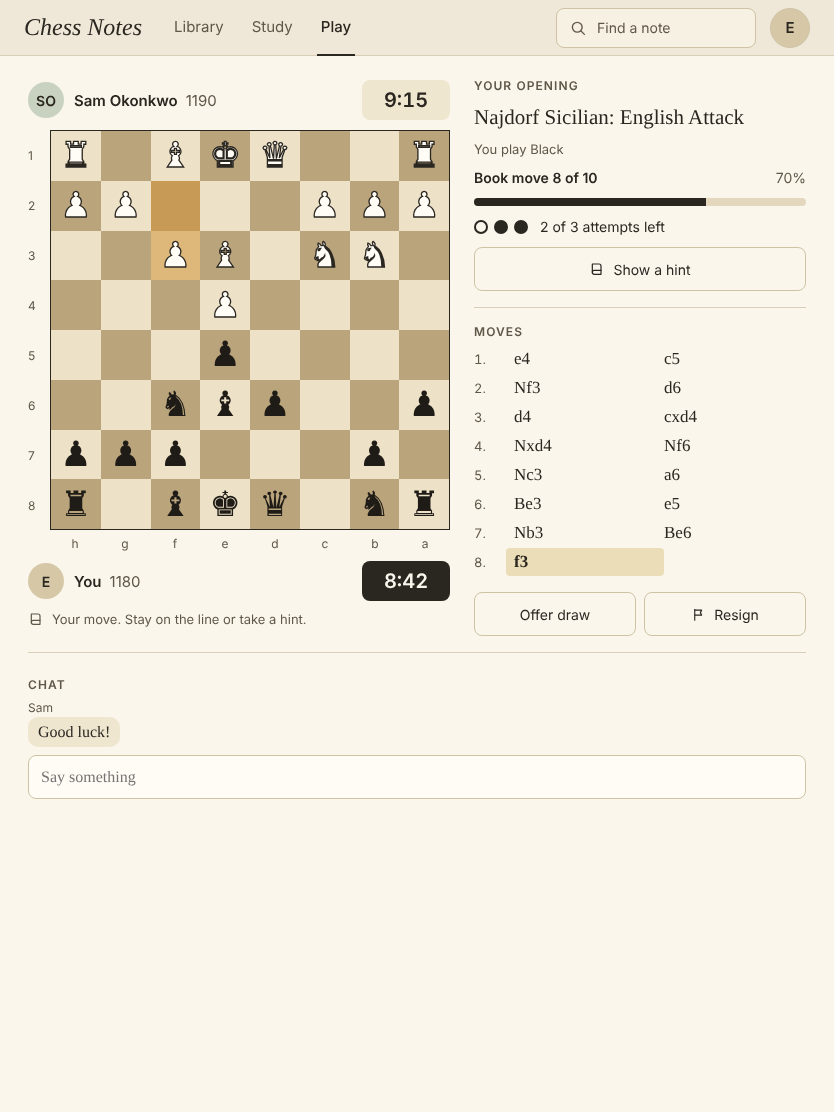 Chess Notes Library Study Play Find a note E
SO Sam Okonkwo 1190 9:15
1
2
3
4
5
6
7
8
h g f e d c b a
E You 1180 8:42
Your move. Stay on the line or take a hint.
YOUR OPENING
Najdorf Sicilian: English Attack
You play Black
Book move 8 of 10 70%
2 of 3 attempts left
Show a hint
MOVES
1. e4 c5
2. Nf3 d6
3. d4 cxd4
4. Nxd4 Nf6
5. Nc3 a6
6. Be3 e5
7. Nb3 Be6
8. f3
Offer draw Resign
CHAT
Sam
Good luck!
Say something